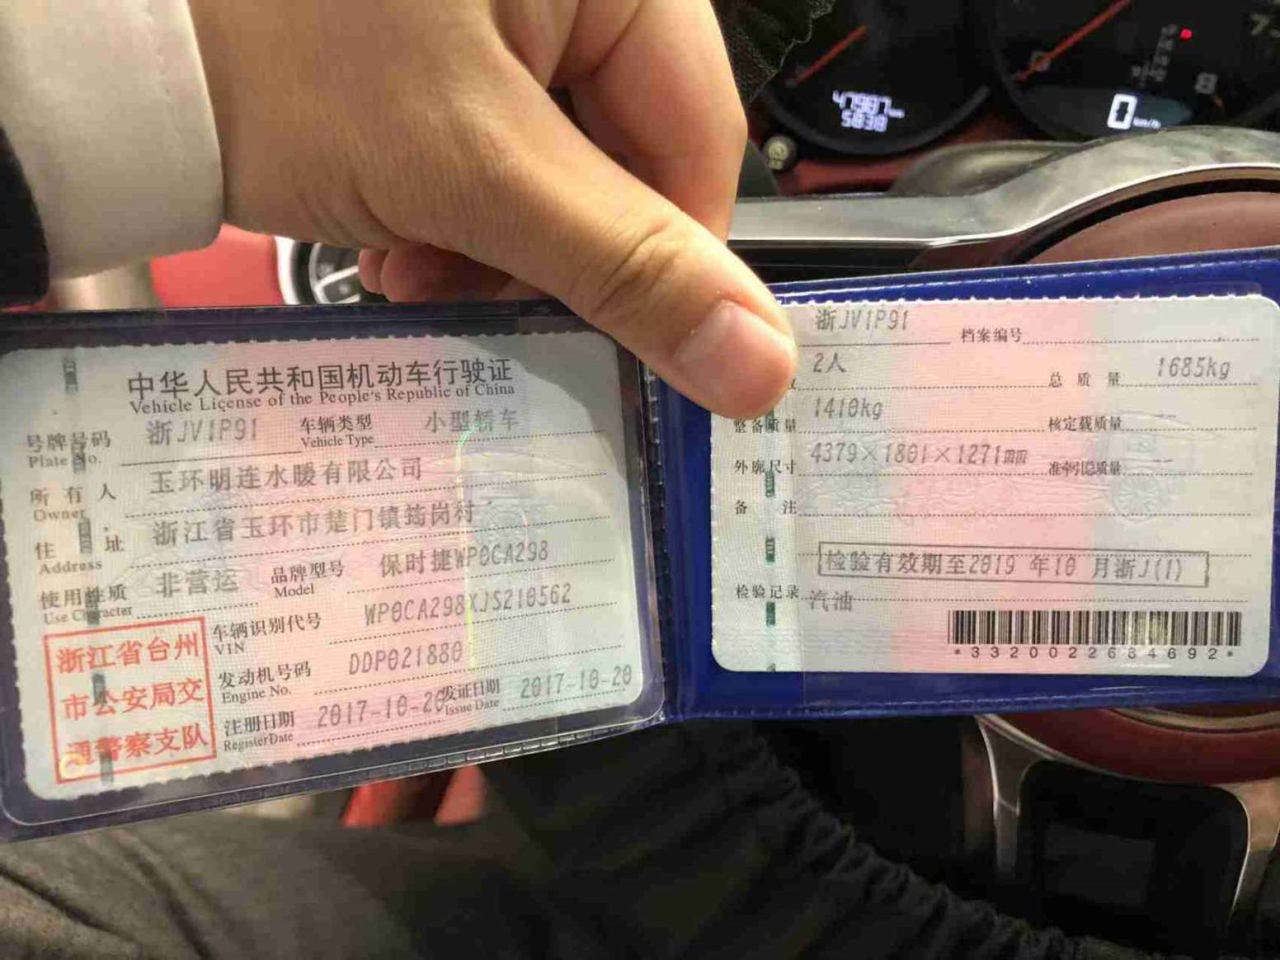 中华人民共和国机动车行驶证
Vehicle License of the People's Republic of China
号牌号码 浙JV1P91 车辆类型 小型轿车
Plate No. Vehicle Type
所有人 玉环明连水暖有限公司
Owner
住址 浙江省玉环市楚门镇筠岗村
Address
使用性质 非营运 品牌型号 保时捷WP0CA298
Use Character Model
车辆识别代号 WP0CA298XJS210562
VIN
发动机号码 DDP021880
Engine No.
注册日期 2017-10-20 发证日期 2017-10-20
RegisterDate Issue Date
浙江省台州
市公安局交
通警察支队
浙JV1P91 档案编号
2人 总质量 1685kg
整备质量 1410kg 核定载质量 --
外廓尺寸 4379×1801×1271mm 准牵引总质量 --
备注
检验有效期至2019 年10 月浙J(1)
检验记录 汽油
*3320022634692*
47987 km
5838
0 km/h